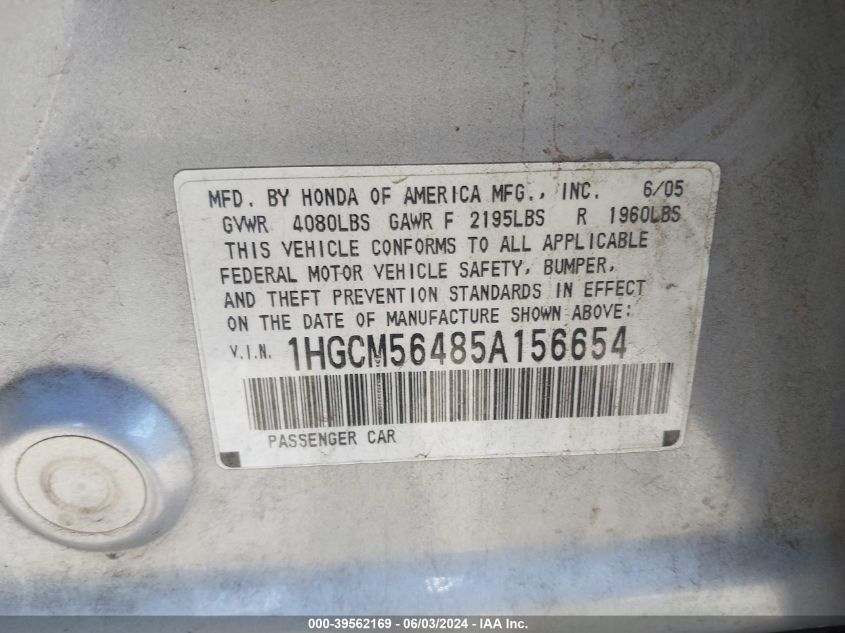 MFD. BY HONDA OF AMERICA MFG., INC. 6/05
GVWR 4080LBS GAWR F 2195LBS R 1960LBS
THIS VEHICLE CONFORMS TO ALL APPLICABLE
FEDERAL MOTOR VEHICLE SAFETY, BUMPER,
AND THEFT PREVENTION STANDARDS IN EFFECT
ON THE DATE OF MANUFACTURE SHOWN ABOVE:
V.I.N. 1HGCM56485A156654
PASSENGER CAR
000-39562169 - 06/03/2024 - IAA Inc.